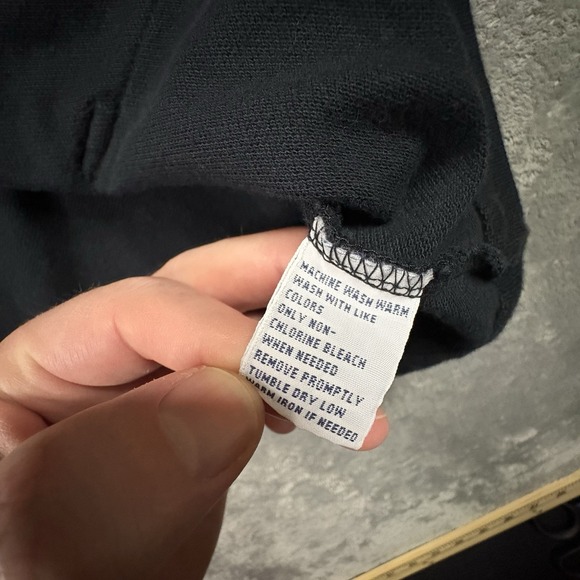 MACHINE WASH WARM
WASH WITH LIKE
COLORS
ONLY NON-
CHLORINE BLEACH
WHEN NEEDED
REMOVE PROMPTLY
TUMBLE DRY LOW
WARM IRON IF NEEDED